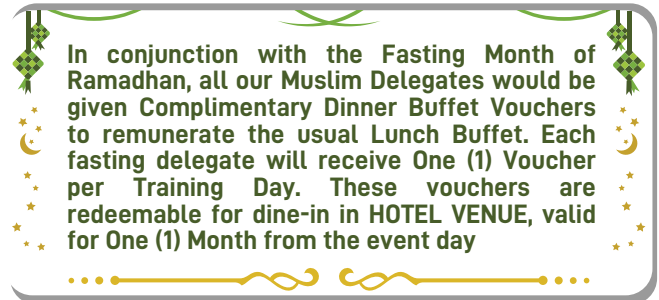 In conjunction with the Fasting Month of
Ramadhan, all our Muslim Delegates would be
given Complimentary Dinner Buffet Vouchers
to remunerate the usual Lunch Buffet. Each
fasting delegate will receive One (1) Voucher
per Training Day. These vouchers are
redeemable for dine-in in HOTEL VENUE, valid
for One (1) Month from the event day